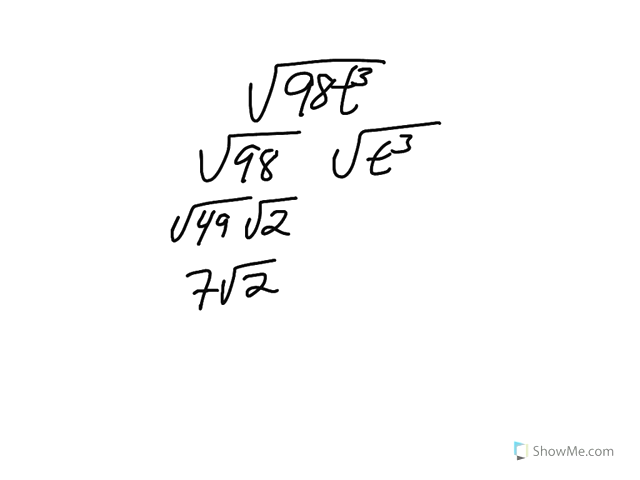 √98t³
√98 √t³
√49 √2
7√2
ShowMe.com